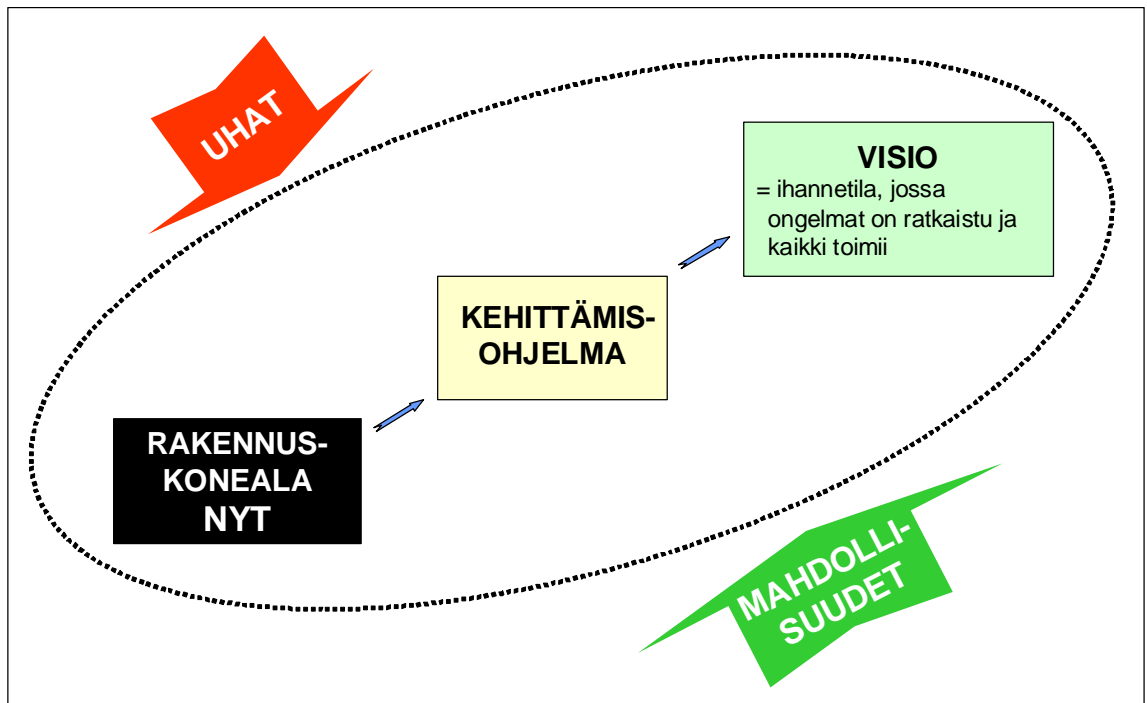 UHAT
VISIO
= ihannetila, jossa
ongelmat on ratkaistu ja
kaikki toimii
KEHITTÄMIS-
OHJELMA
RAKENNUS-
KONEALA
NYT
MAHDOLLI-
SUUDET